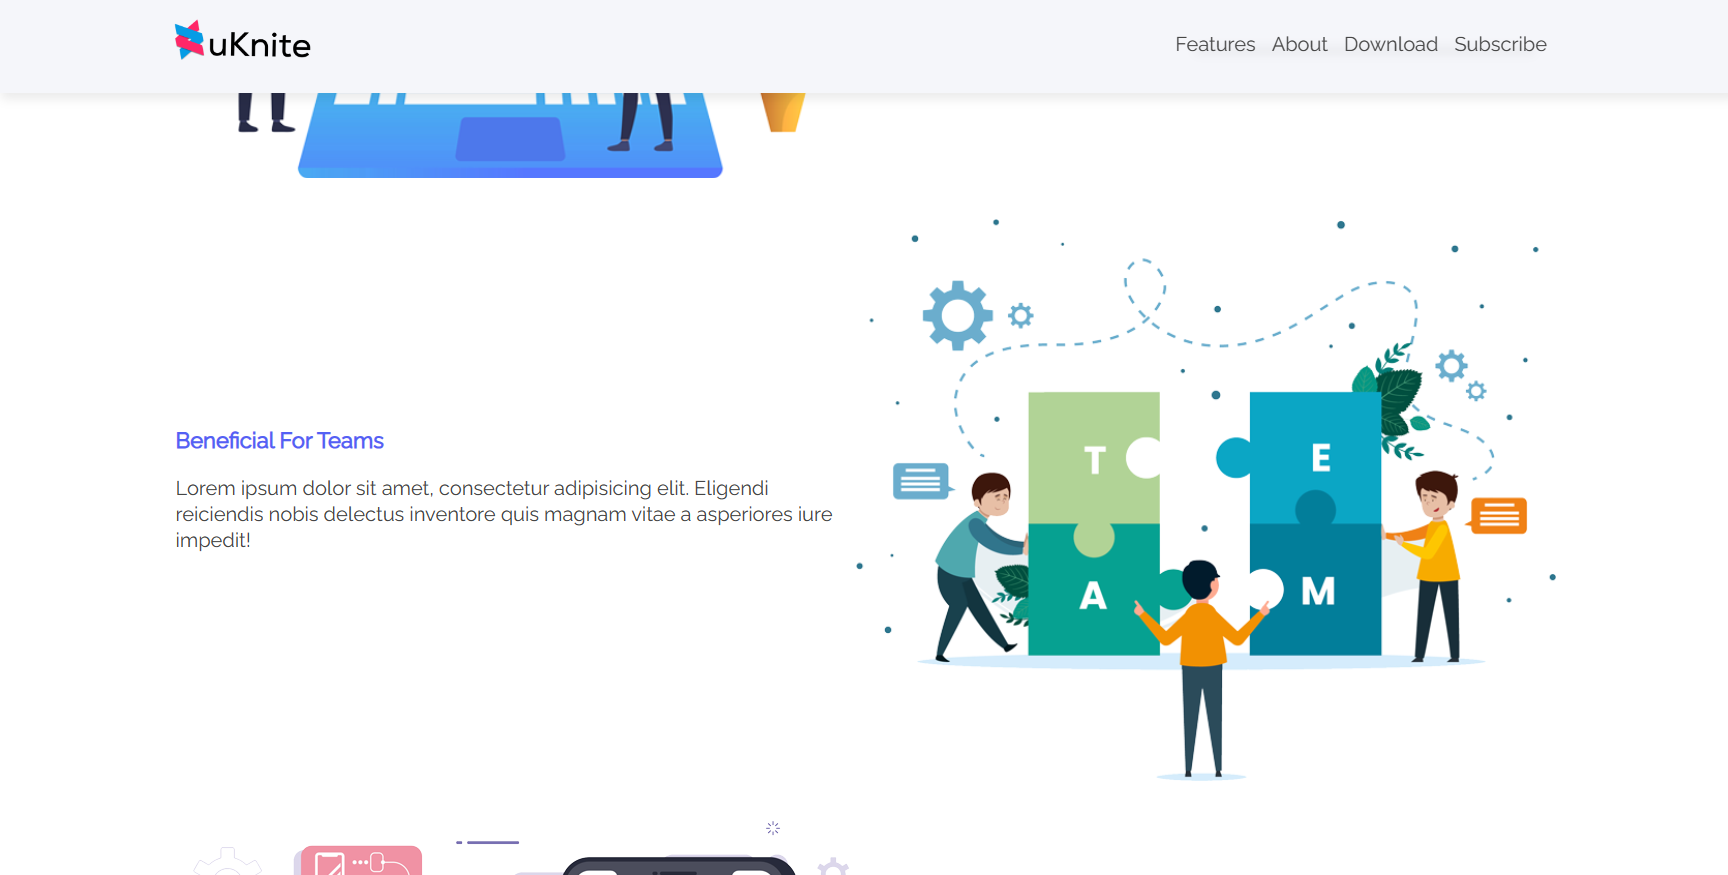 uKnite
Features About Download Subscribe
Beneficial For Teams
Lorem ipsum dolor sit amet, consectetur adipisicing elit. Eligendi
reiciendis nobis delectus inventore quis magnam vitae a asperiores iure
impedit!
T E
A M